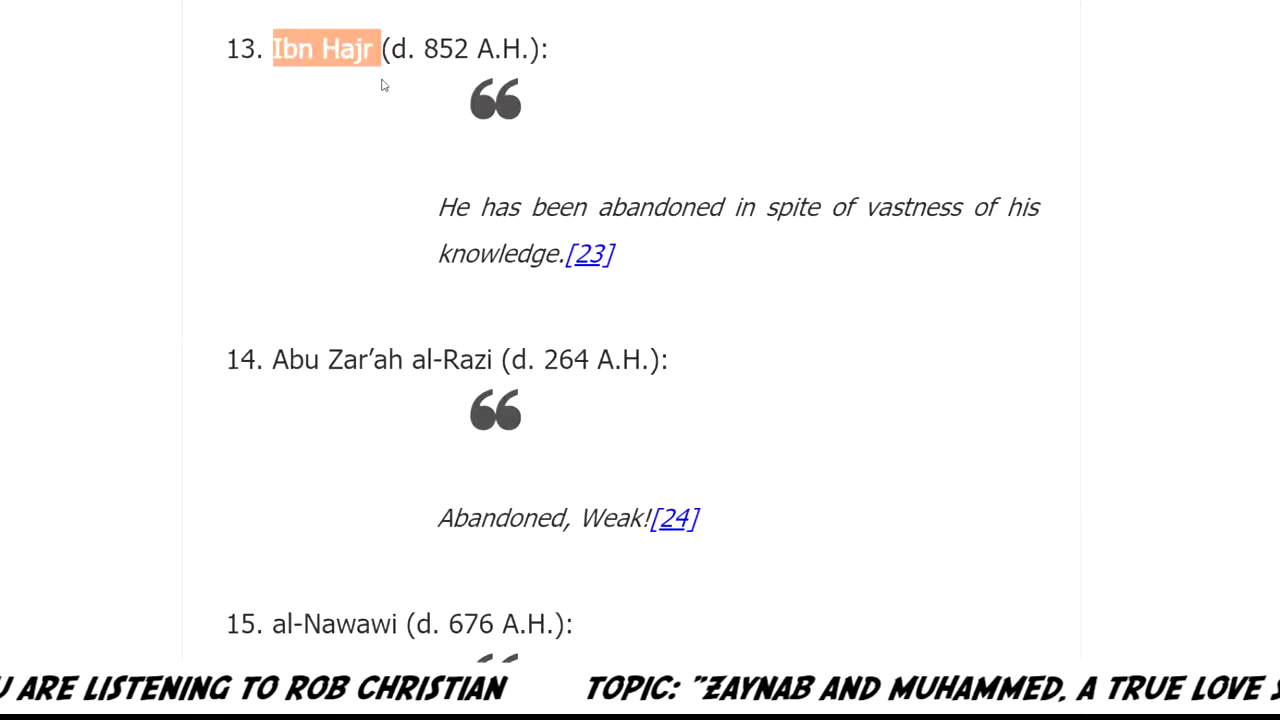 13. Ibn Hajr (d. 852 A.H.):
❝
He has been abandoned in spite of vastness of his
knowledge.[23]
14. Abu Zar’ah al-Razi (d. 264 A.H.):
❝
Abandoned, Weak![24]
15. al-Nawawi (d. 676 A.H.):
U ARE LISTENING TO ROB CHRISTIAN TOPIC: "ZAYNAB AND MUHAMMED, A TRUE LOVE S